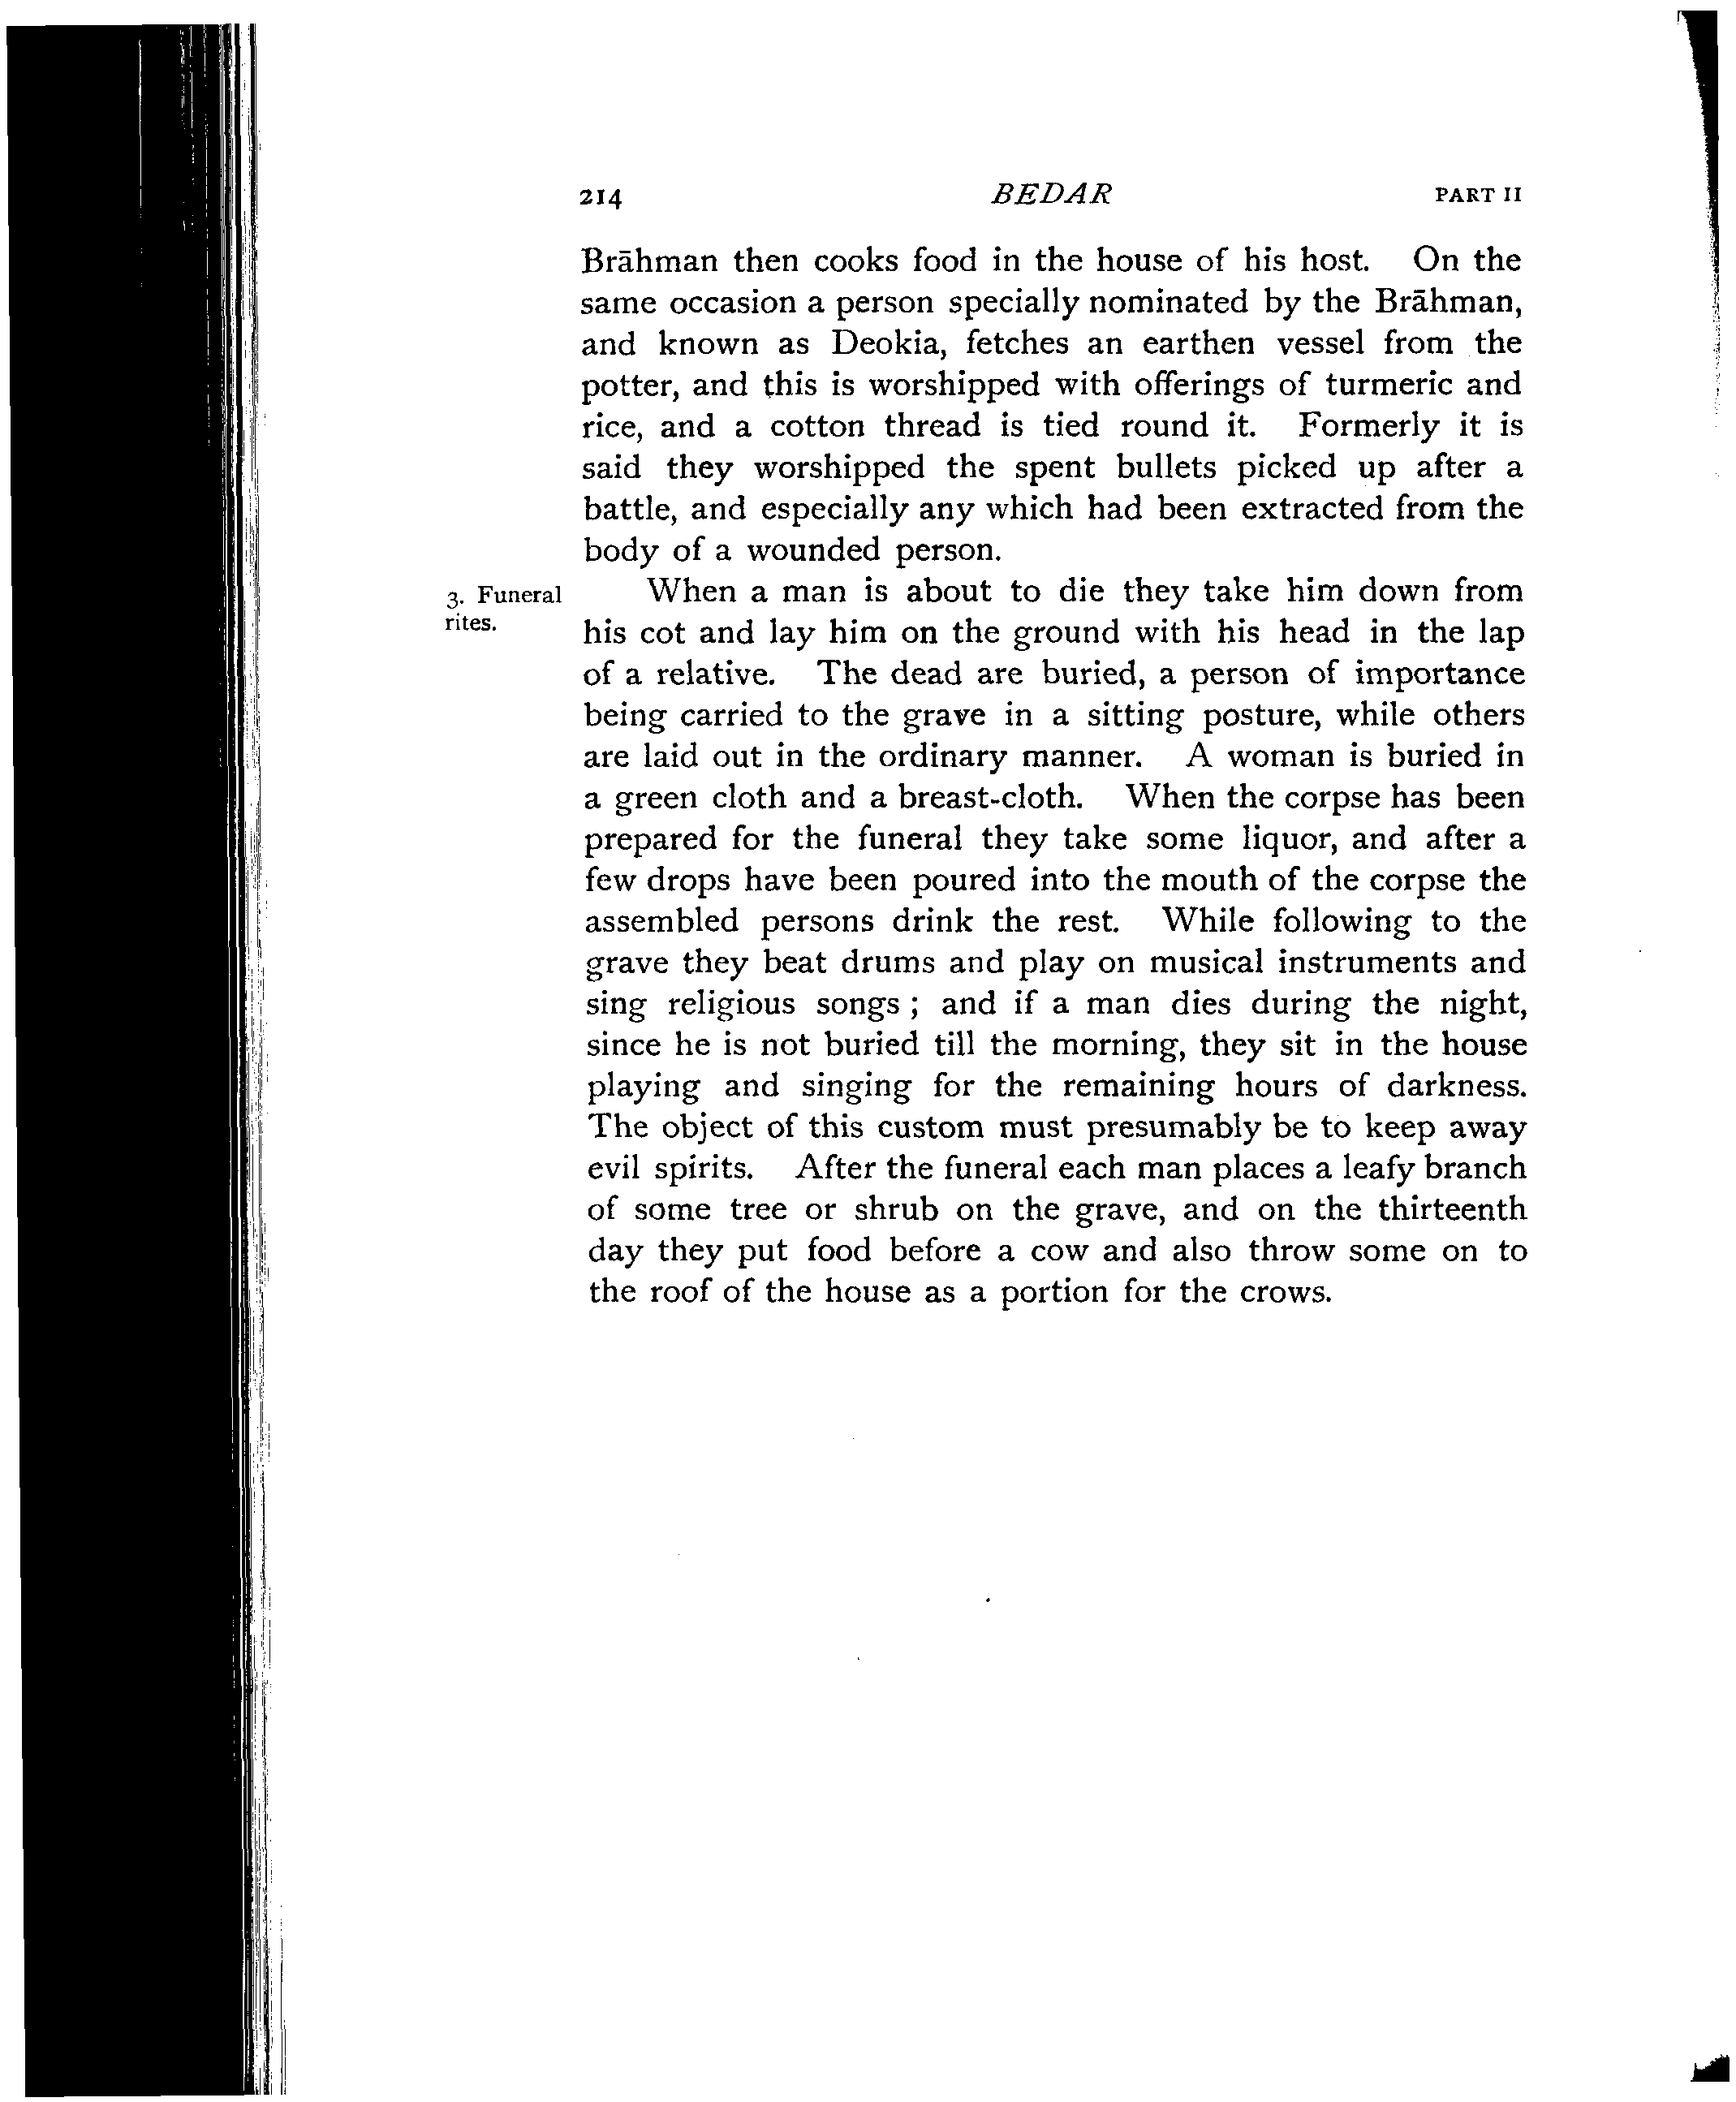 214 BEDAR PART II
Brāhman then cooks food in the house of his host. On the
same occasion a person specially nominated by the Brāhman,
and known as Deokia, fetches an earthen vessel from the
potter, and this is worshipped with offerings of turmeric and
rice, and a cotton thread is tied round it. Formerly it is
said they worshipped the spent bullets picked up after a
battle, and especially any which had been extracted from the
body of a wounded person.
3. Funeral
rites.
When a man is about to die they take him down from
his cot and lay him on the ground with his head in the lap
of a relative. The dead are buried, a person of importance
being carried to the grave in a sitting posture, while others
are laid out in the ordinary manner. A woman is buried in
a green cloth and a breast-cloth. When the corpse has been
prepared for the funeral they take some liquor, and after a
few drops have been poured into the mouth of the corpse the
assembled persons drink the rest. While following to the
grave they beat drums and play on musical instruments and
sing religious songs ; and if a man dies during the night,
since he is not buried till the morning, they sit in the house
playing and singing for the remaining hours of darkness.
The object of this custom must presumably be to keep away
evil spirits. After the funeral each man places a leafy branch
of some tree or shrub on the grave, and on the thirteenth
day they put food before a cow and also throw some on to
the roof of the house as a portion for the crows.